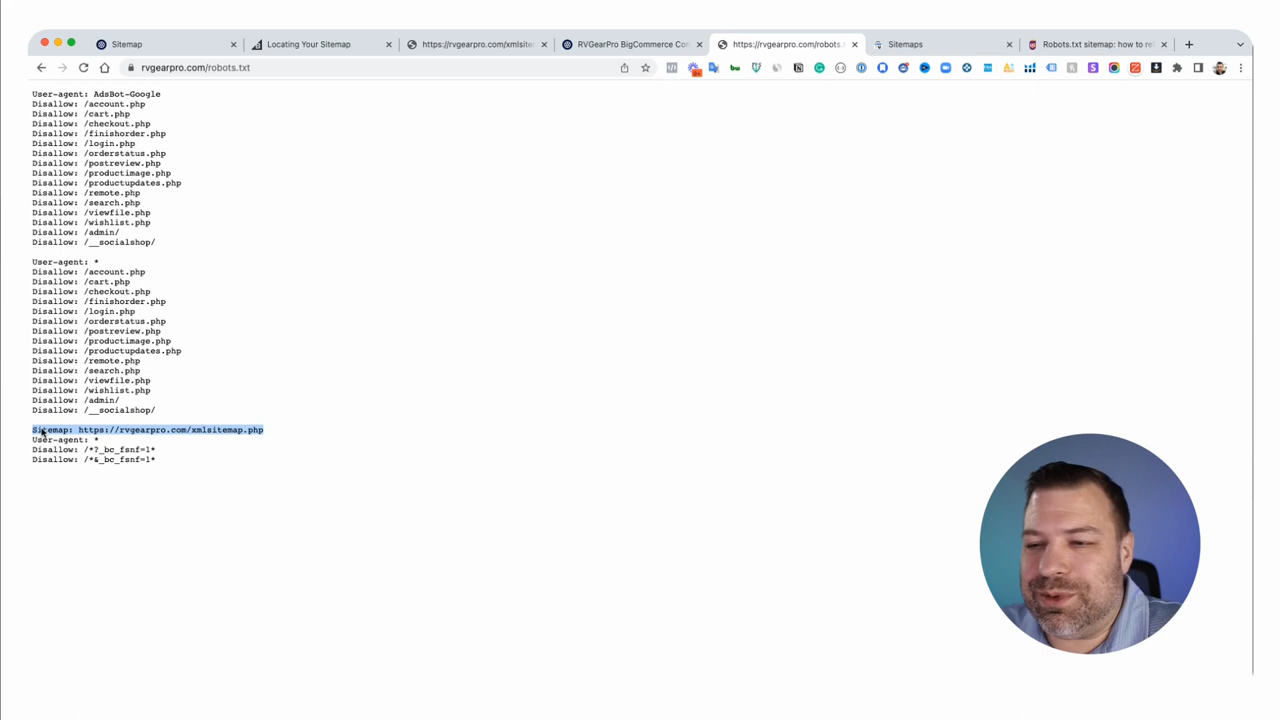 Sitemap
Locating Your Sitemap
https://rvgearpro.com/xmlsite
RVGearPro BigCommerce Con
https://rvgearpro.com/robots.
Sitemaps
Robots.txt sitemap: how to re
rvgearpro.com/robots.txt
User-agent: AdsBot-Google
Disallow: /account.php
Disallow: /cart.php
Disallow: /checkout.php
Disallow: /finishorder.php
Disallow: /login.php
Disallow: /orderstatus.php
Disallow: /postreview.php
Disallow: /productimage.php
Disallow: /productupdates.php
Disallow: /remote.php
Disallow: /search.php
Disallow: /viewfile.php
Disallow: /wishlist.php
Disallow: /admin/
Disallow: /__socialshop/
User-agent: *
Disallow: /account.php
Disallow: /cart.php
Disallow: /checkout.php
Disallow: /finishorder.php
Disallow: /login.php
Disallow: /orderstatus.php
Disallow: /postreview.php
Disallow: /productimage.php
Disallow: /productupdates.php
Disallow: /remote.php
Disallow: /search.php
Disallow: /viewfile.php
Disallow: /wishlist.php
Disallow: /admin/
Disallow: /__socialshop/
Sitemap: https://rvgearpro.com/xmlsitemap.php
User-agent: *
Disallow: /*?_bc_fsnf=1*
Disallow: /*&_bc_fsnf=1*